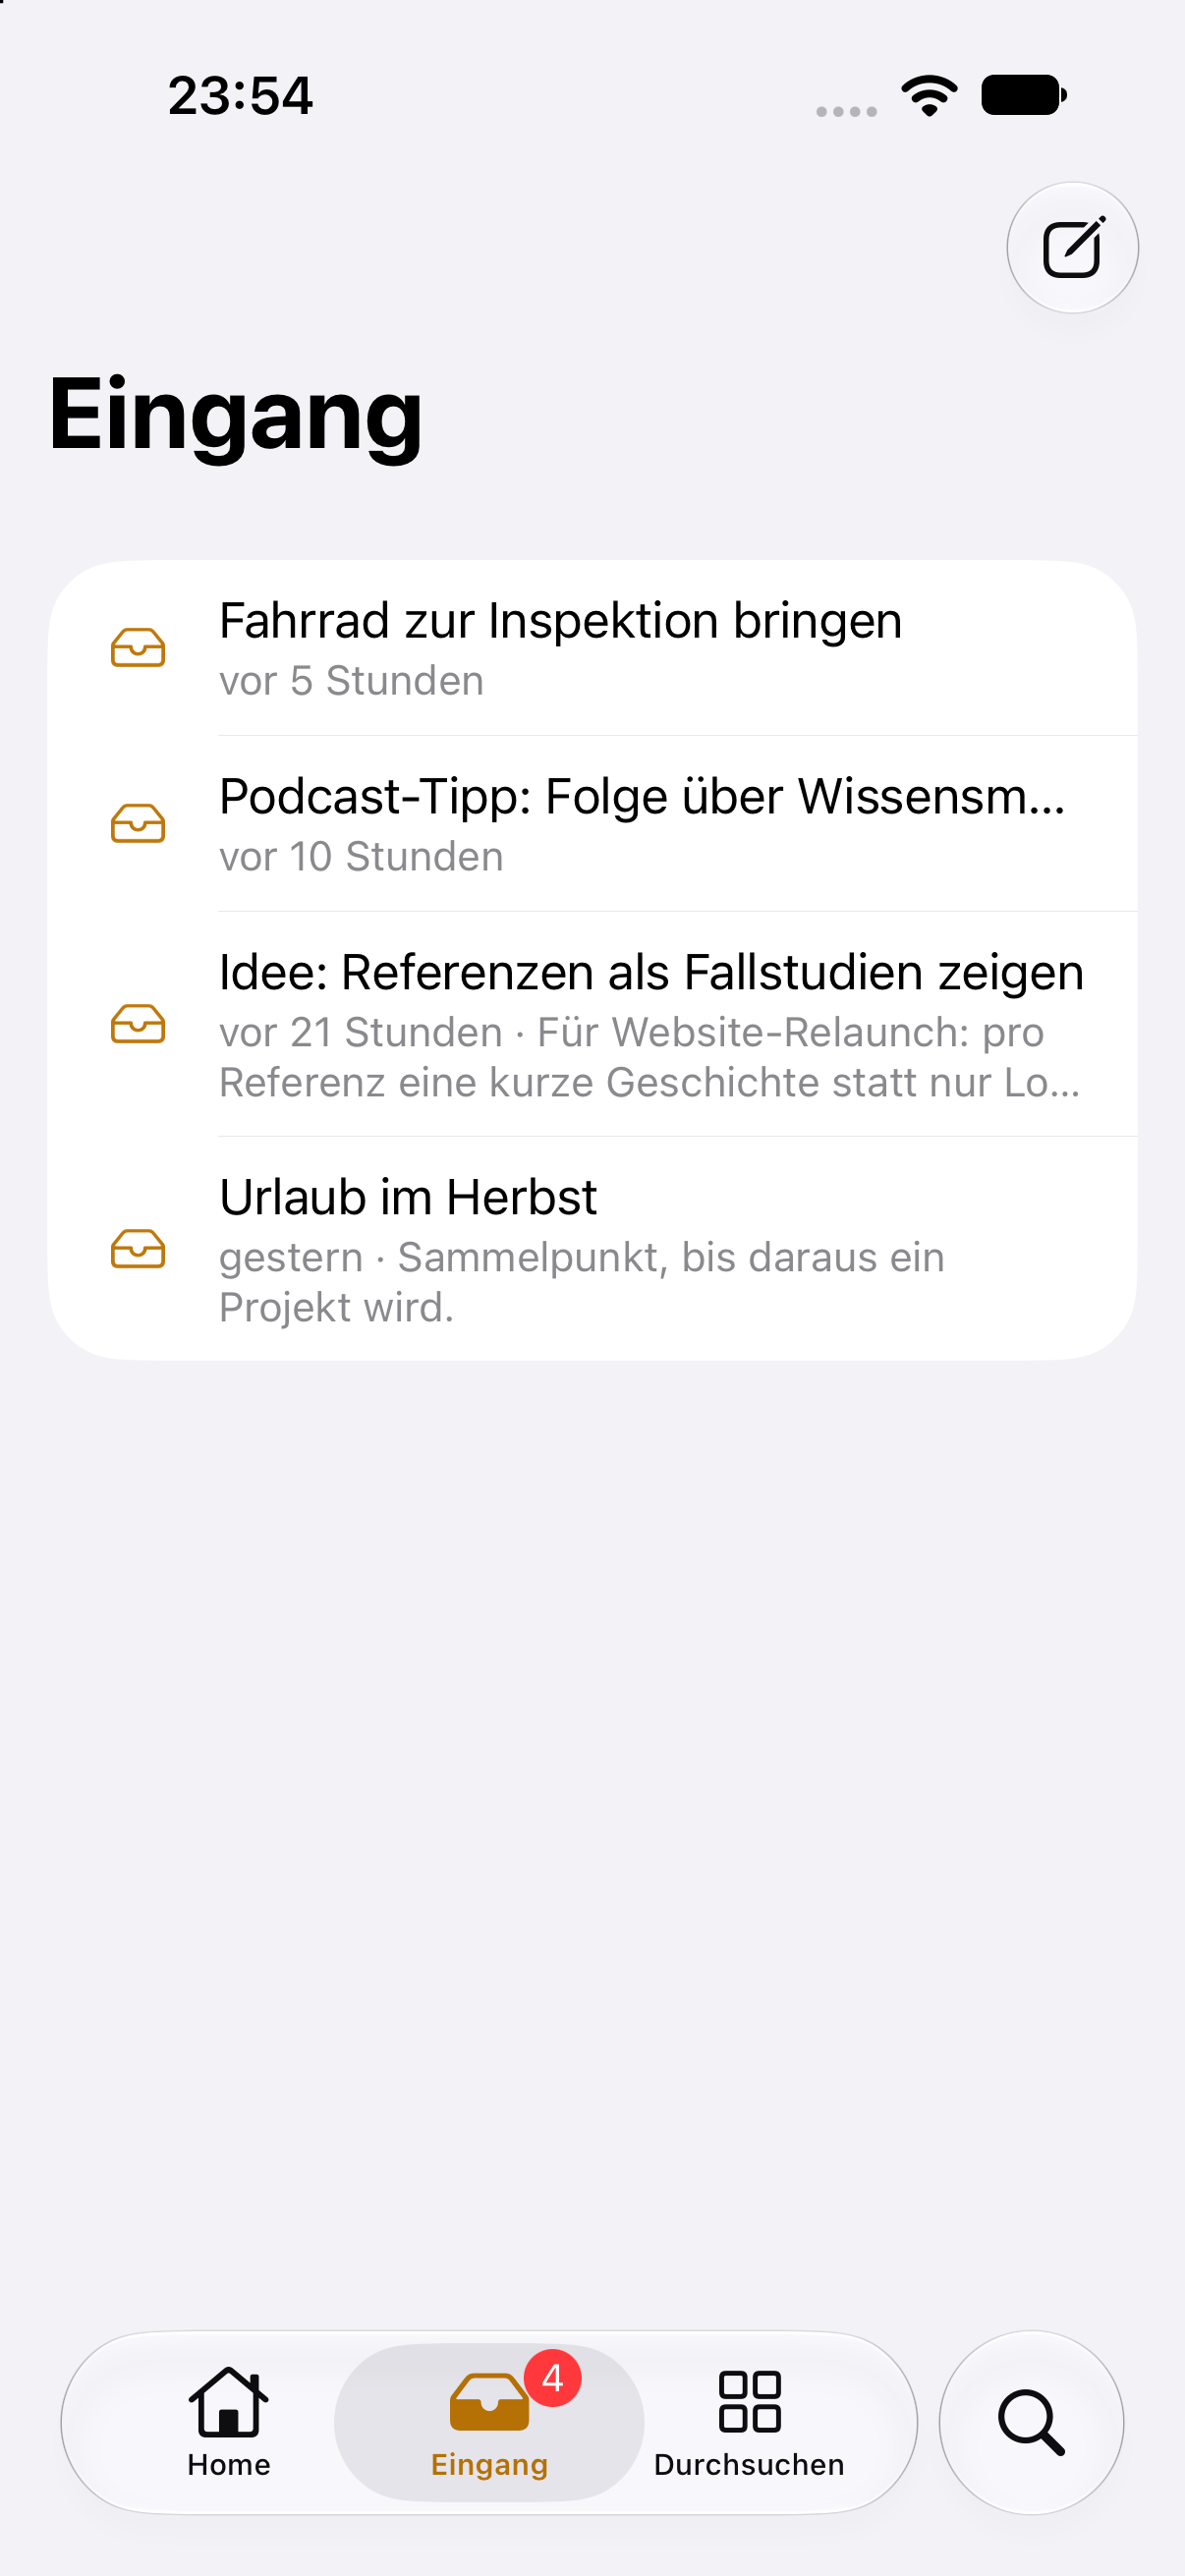 23:54
Eingang
Fahrrad zur Inspektion bringen
vor 5 Stunden
Podcast-Tipp: Folge über Wissensm...
vor 10 Stunden
Idee: Referenzen als Fallstudien zeigen
vor 21 Stunden · Für Website-Relaunch: pro
Referenz eine kurze Geschichte statt nur Lo...
Urlaub im Herbst
gestern · Sammelpunkt, bis daraus ein
Projekt wird.
4
Home
Eingang
Durchsuchen